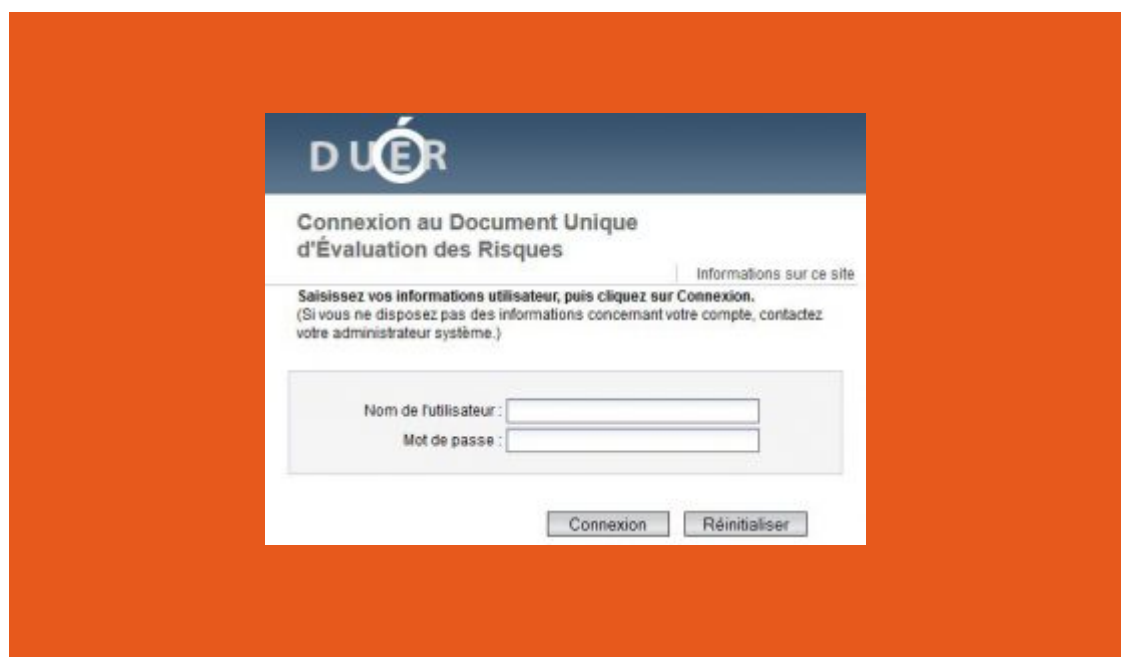 DUÉR
Connexion au Document Unique
d'Évaluation des Risques
Informations sur ce site
Saisissez vos informations utilisateur, puis cliquez sur Connexion.
(Si vous ne disposez pas des informations concernant votre compte, contactez
votre administrateur système.)
Nom de l'utilisateur :
Mot de passe :
Connexion Réinitialiser